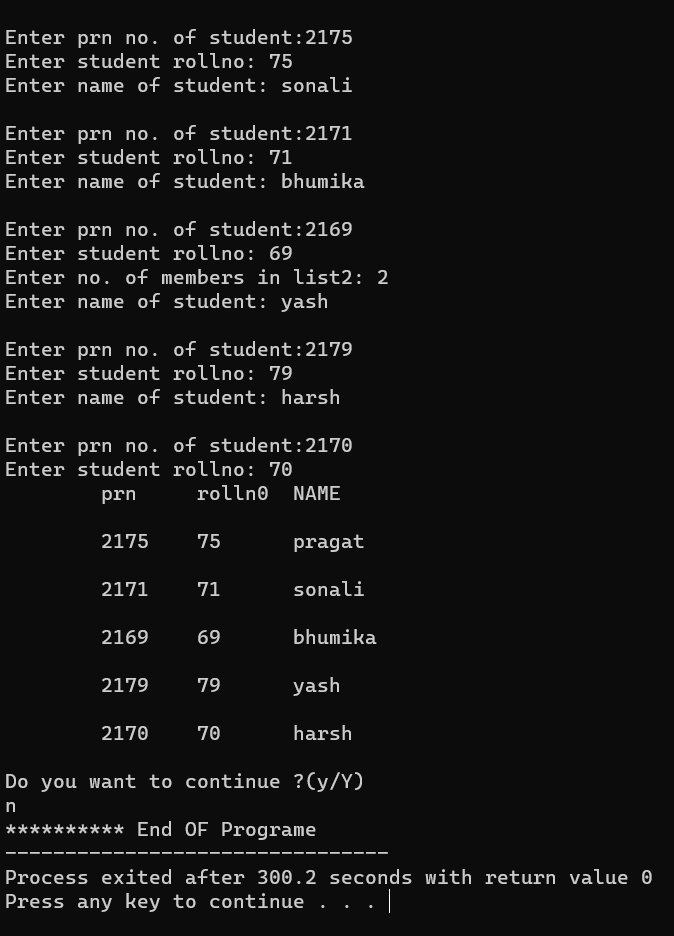 Enter prn no. of student:2175
Enter student rollno: 75
Enter name of student: sonali
Enter prn no. of student:2171
Enter student rollno: 71
Enter name of student: bhumika
Enter prn no. of student:2169
Enter student rollno: 69
Enter no. of members in list2: 2
Enter name of student: yash
Enter prn no. of student:2179
Enter student rollno: 79
Enter name of student: harsh
Enter prn no. of student:2170
Enter student rollno: 70
prn rolln0 NAME
2175 75 pragat
2171 71 sonali
2169 69 bhumika
2179 79 yash
2170 70 harsh
Do you want to continue ?(y/Y)
n
********** End OF Programe
--------------------------------
Process exited after 300.2 seconds with return value 0
Press any key to continue . . .